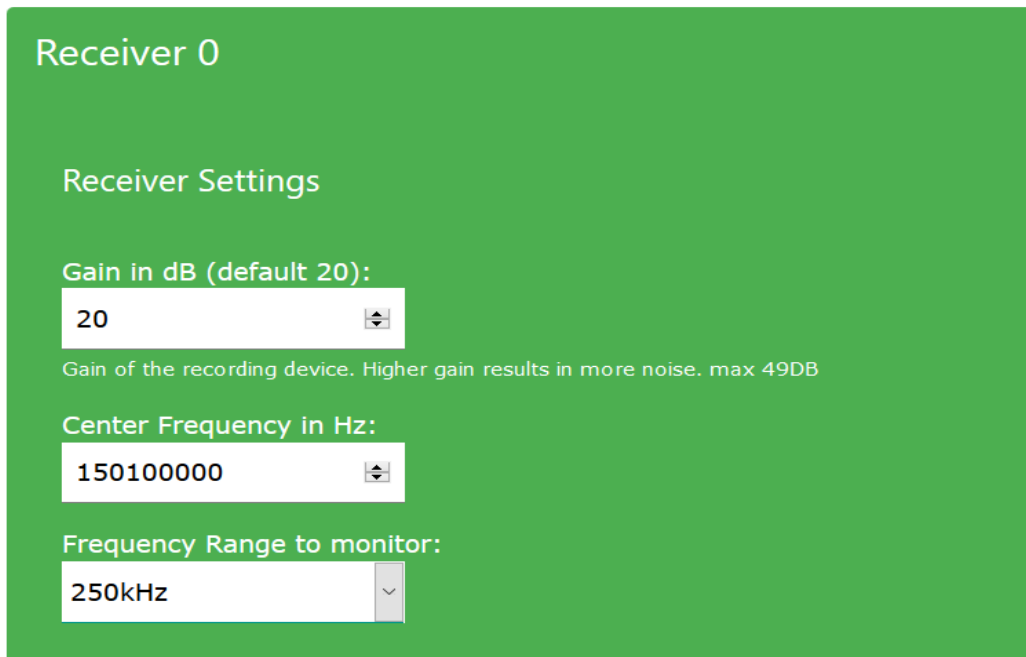 Receiver 0
Receiver Settings
Gain in dB (default 20):
20
Gain of the recording device. Higher gain results in more noise. max 49DB
Center Frequency in Hz:
150100000
Frequency Range to monitor:
250kHz